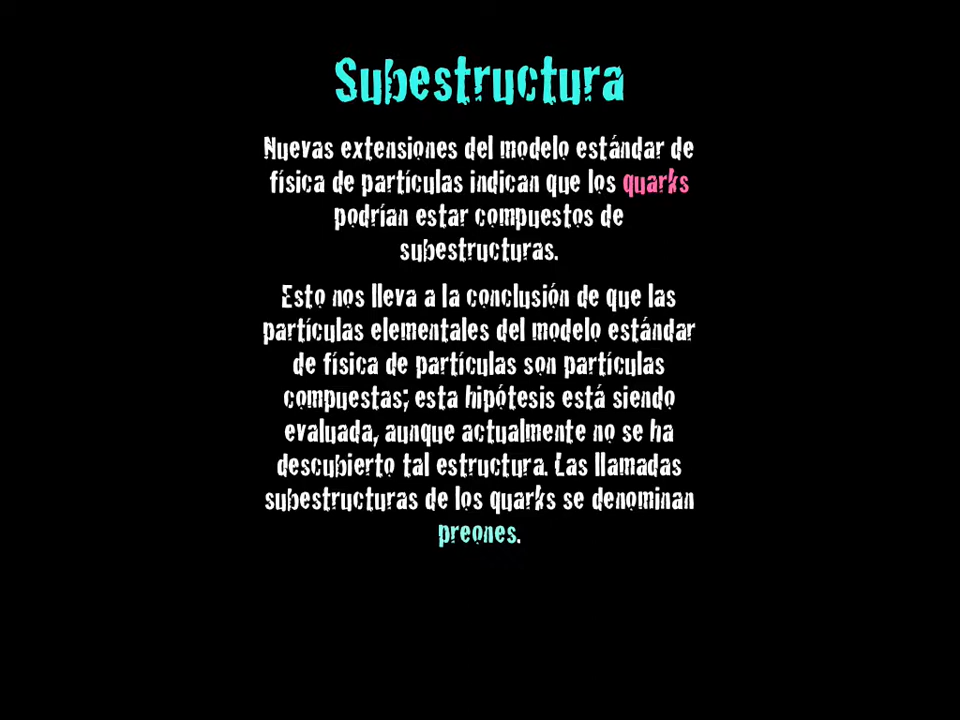 Subestructura
Nuevas extensiones del modelo estándar de
física de partículas indican que los quarks
podrían estar compuestos de
subestructuras.
Esto nos lleva a la conclusión de que las
partículas elementales del modelo estándar
de física de partículas son partículas
compuestas; esta hipótesis está siendo
evaluada, aunque actualmente no se ha
descubierto tal estructura. Las llamadas
subestructuras de los quarks se denominan
preones.